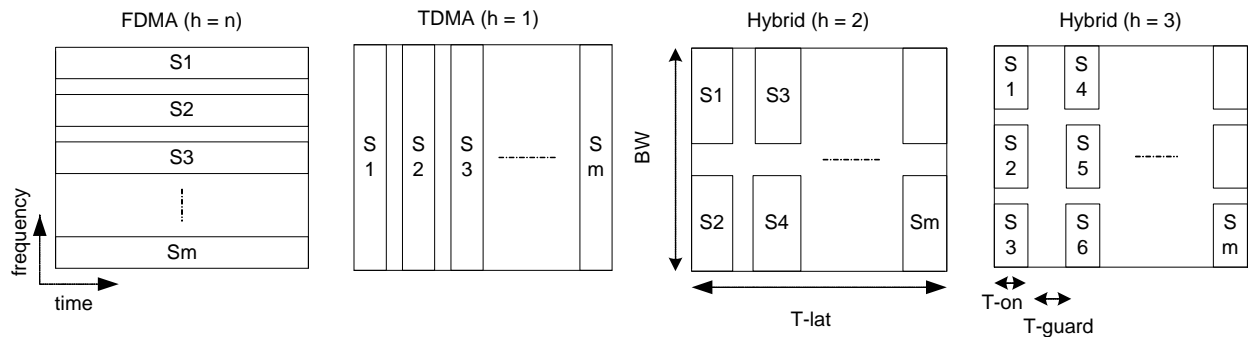 FDMA (h = n)
S1
S2
S3
Sm
frequency
time
TDMA (h = 1)
S
1
S
2
S
3
S
m
Hybrid (h = 2)
BW
S1
S3
S2
S4
Sm
T-lat
Hybrid (h = 3)
S
1
S
4
S
2
S
5
S
3
S
6
S
m
T-on
T-guard